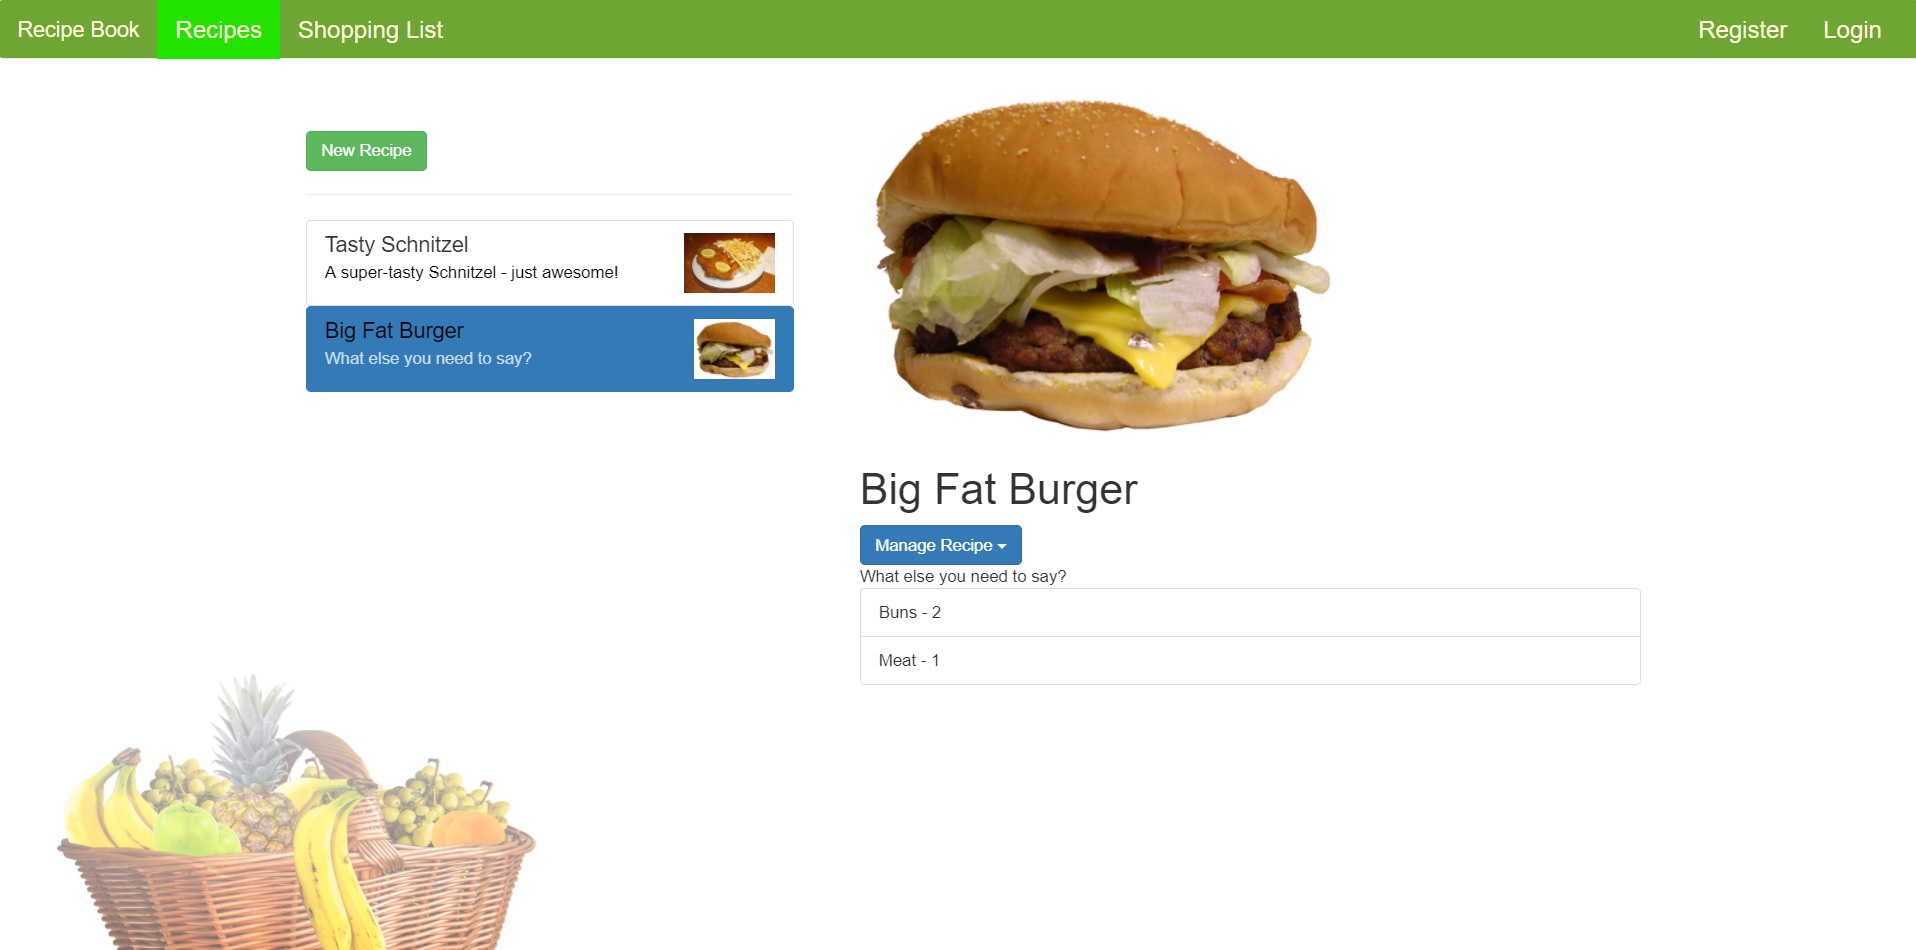 Recipe Book Recipes Shopping List Register Login
New Recipe
Tasty Schnitzel
A super-tasty Schnitzel - just awesome!
Big Fat Burger
What else you need to say?
Big Fat Burger
Manage Recipe
What else you need to say?
Buns - 2
Meat - 1